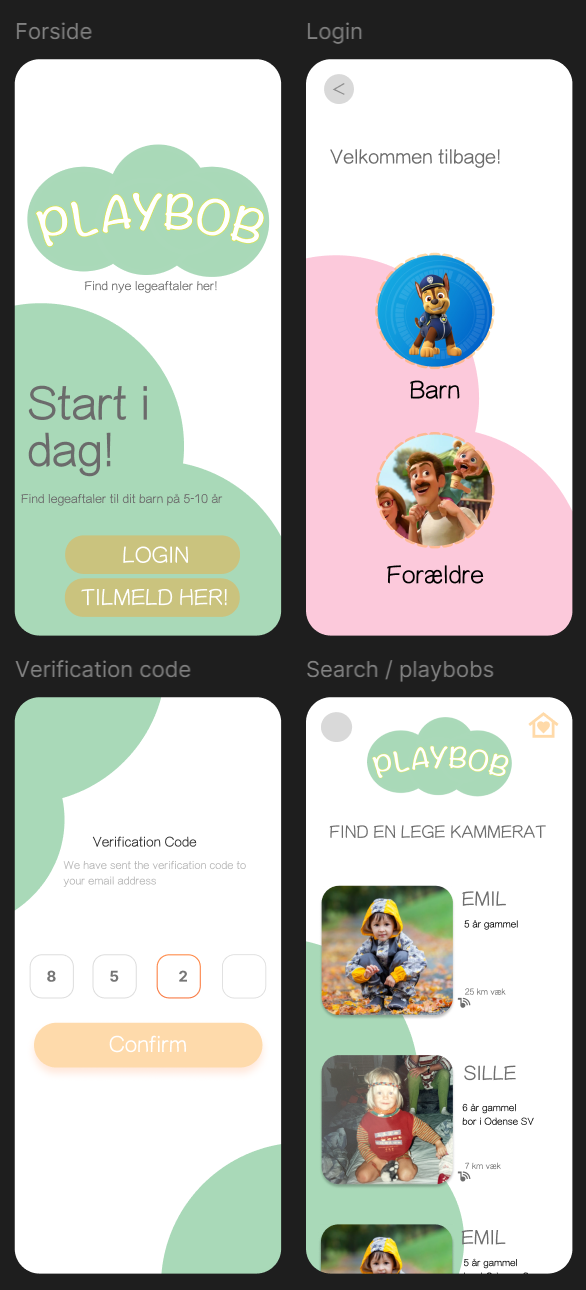 Forside
PLAYBOB
Find nye legeaftaler her!
Start i
dag!
Find legeaftaler til dit barn på 5-10 år
LOGIN
TILMELD HER!
Login
<
Velkommen tilbage!
Barn
Forældre
Verification code
Verification Code
We have sent the verification code to
your email address
8 5 2
Confirm
Search / playbobs
PLAYBOB
FIND EN LEGE KAMMERAT
EMIL
5 år gammel
25 km væk
SILLE
6 år gammel
bor i Odense SV
7 km væk
EMIL
5 år gammel